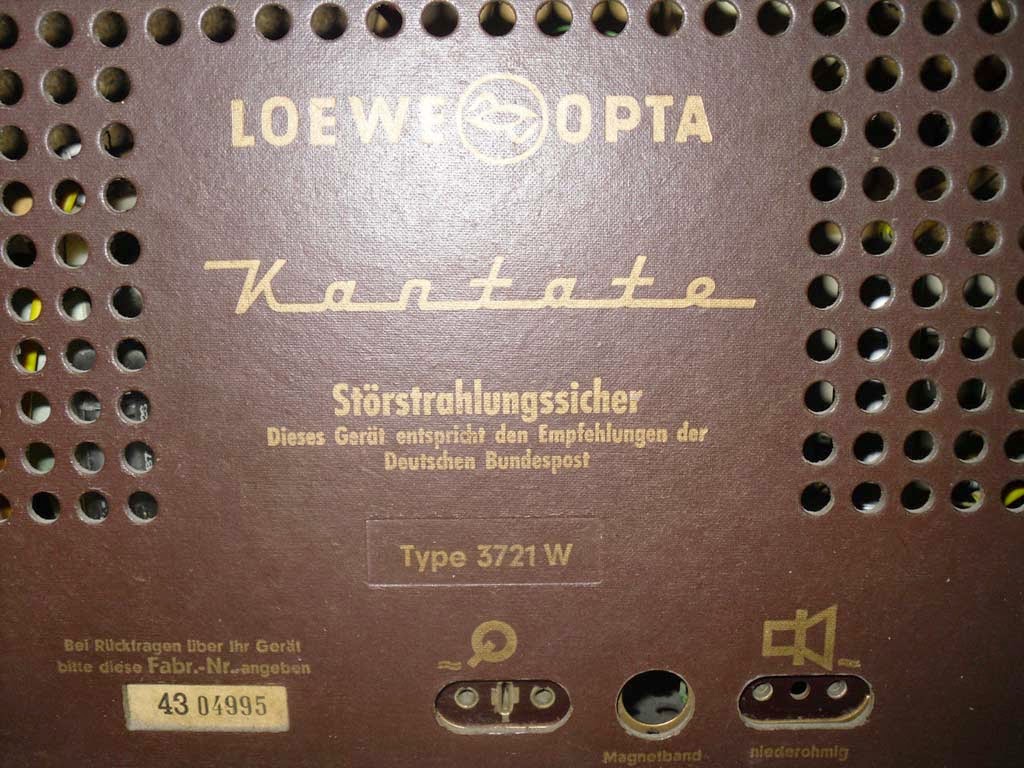 LOEWE OPTA
Kantate
Störstrahlungssicher
Dieses Gerät entspricht den Empfehlungen der
Deutschen Bundespost
Type 3721 W
Bei Rückfragen über Ihr Gerät
bitte diese Fabr.-Nr. angeben
43 04995
Magnetband
niederohmig